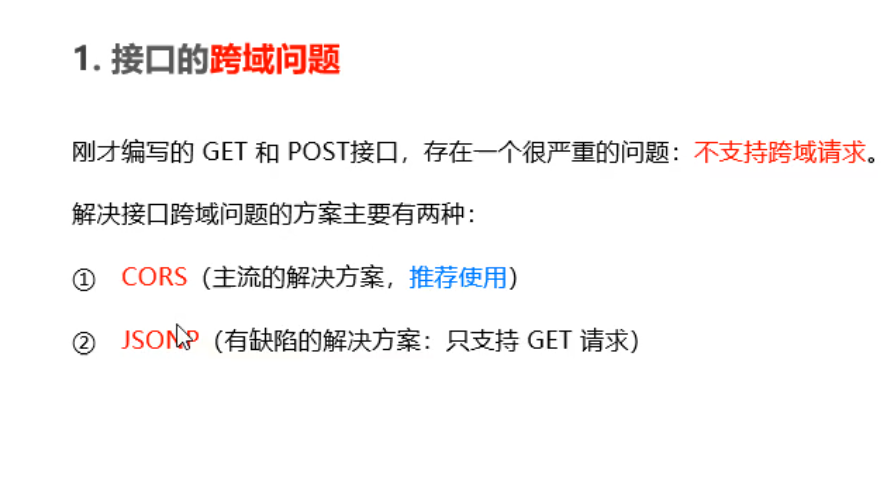 1. 接口的跨域问题
刚才编写的 GET 和 POST接口，存在一个很严重的问题：不支持跨域请求。
解决接口跨域问题的方案主要有两种：
① CORS（主流的解决方案，推荐使用）
② JSONP（有缺陷的解决方案：只支持 GET 请求）